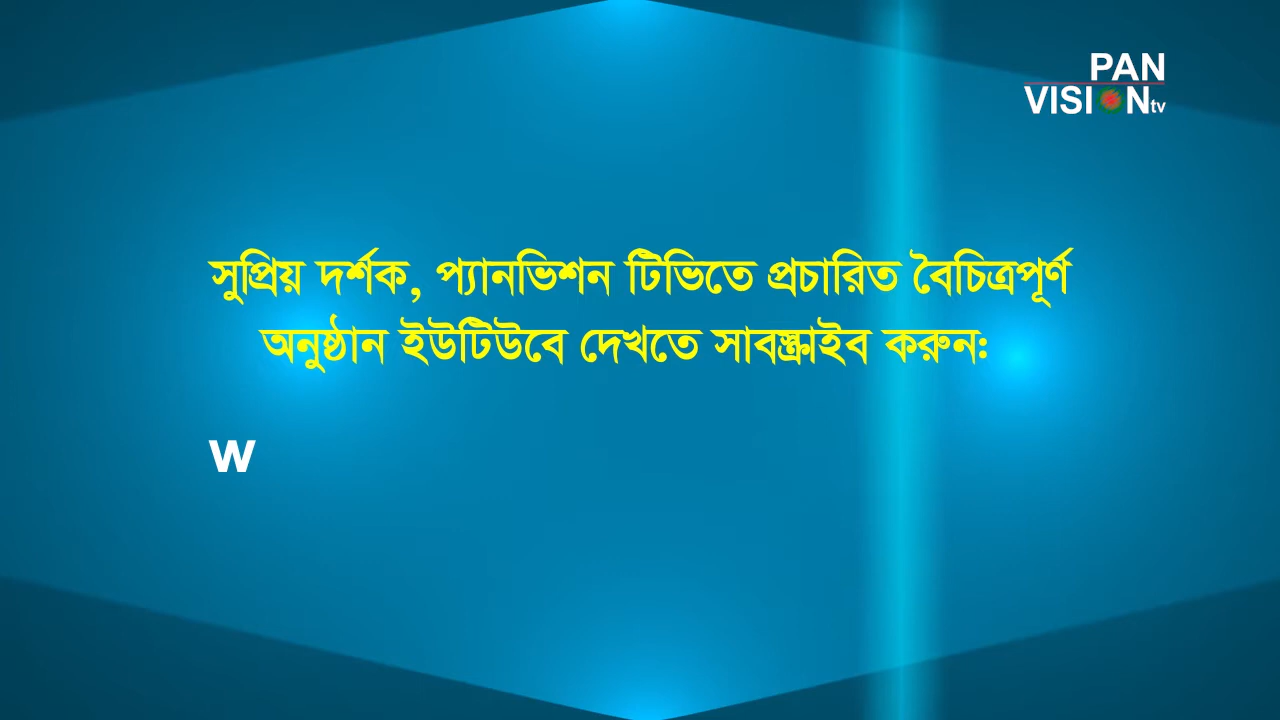 PAN
VISION tv
সুপ্রিয় দর্শক, প্যানভিশন টিভিতে প্রচারিত বৈচিত্রপূর্ণ
অনুষ্ঠান ইউটিউবে দেখতে সাবস্ক্রাইব করুনঃ
w